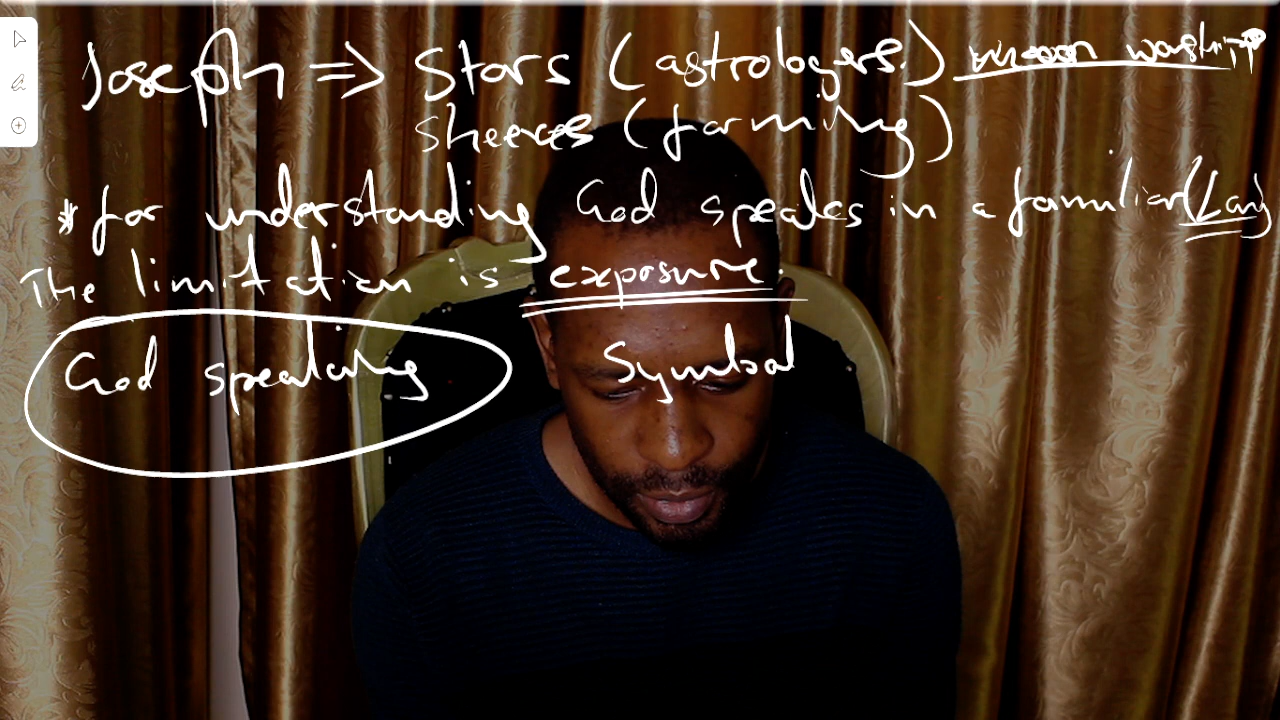 Joseph => Stars (astrologers.) moon worship
sheeves (farming)
* for understanding God speaks in a familiar (Lang
The limitation is exposure.
God speaking Symbol